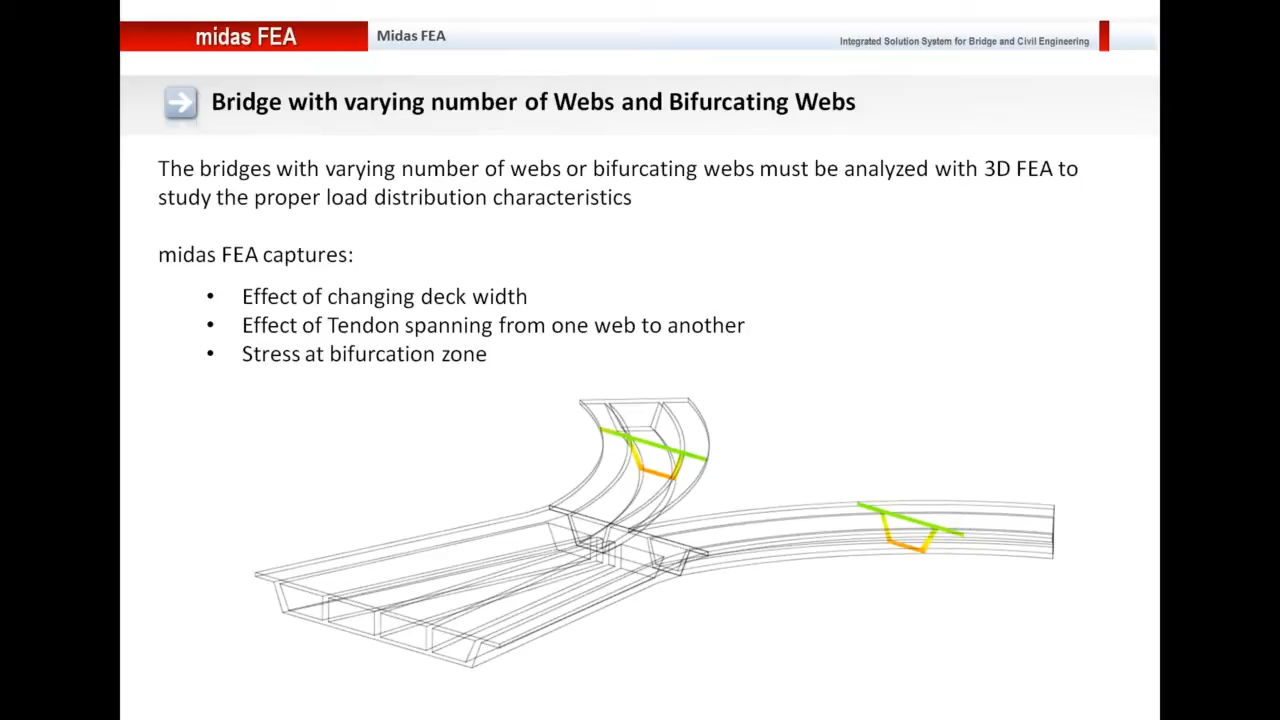 midas FEA
Midas FEA
Integrated Solution System for Bridge and Civil Engineering
Bridge with varying number of Webs and Bifurcating Webs
The bridges with varying number of webs or bifurcating webs must be analyzed with 3D FEA to
study the proper load distribution characteristics
midas FEA captures:
• Effect of changing deck width
• Effect of Tendon spanning from one web to another
• Stress at bifurcation zone